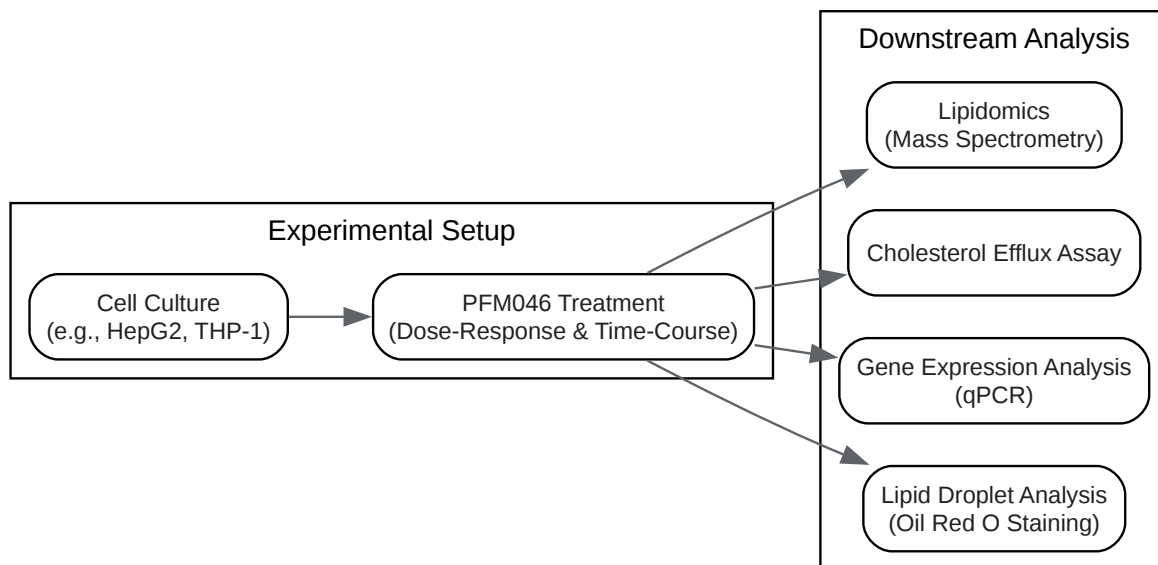 Experimental Setup
Cell Culture
(e.g., HepG2, THP-1)
PFM046 Treatment
(Dose-Response & Time-Course)
Downstream Analysis
Lipidomics
(Mass Spectrometry)
Cholesterol Efflux Assay
Gene Expression Analysis
(qPCR)
Lipid Droplet Analysis
(Oil Red O Staining)